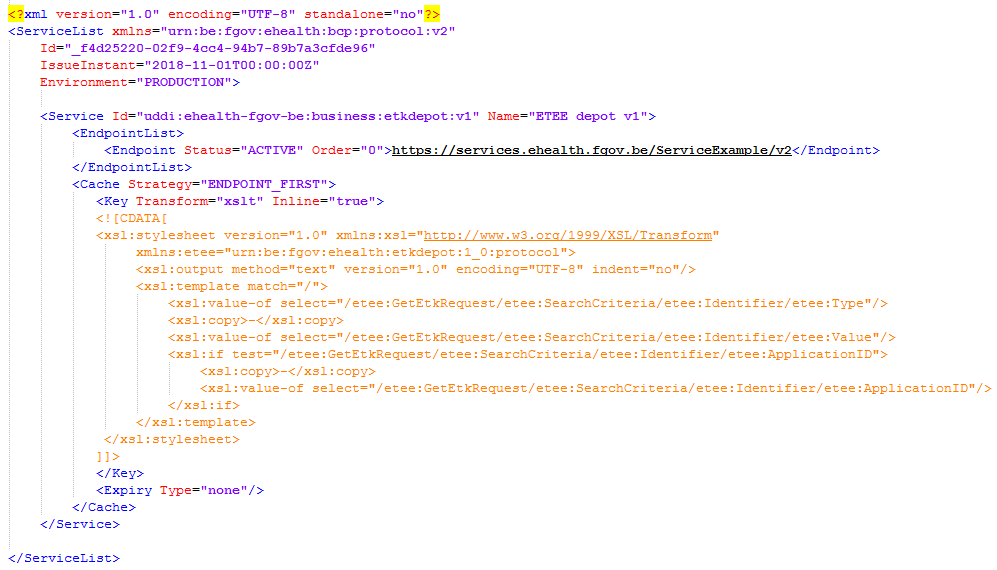 <?xml version="1.0" encoding="UTF-8" standalone="no"?>
<ServiceList xmlns="urn:be:fgov:ehealth:bcp:protocol:v2"
Id="_f4d25220-02f9-4cc4-94b7-89b7a3cfde96"
IssueInstant="2018-11-01T00:00:00Z"
Environment="PRODUCTION">
<Service Id="uddi:ehealth-fgov-be:business:etkdepot:v1" Name="ETEE depot v1">
<EndpointList>
<Endpoint Status="ACTIVE" Order="0">https://services.ehealth.fgov.be/ServiceExample/v2</Endpoint>
</EndpointList>
<Cache Strategy="ENDPOINT_FIRST">
<Key Transform="xslt" Inline="true">
<![CDATA[
<xsl:stylesheet version="1.0" xmlns:xsl="http://www.w3.org/1999/XSL/Transform"
xmlns:etee="urn:be:fgov:ehealth:etkdepot:1_0:protocol">
<xsl:output method="text" version="1.0" encoding="UTF-8" indent="no"/>
<xsl:template match="/">
<xsl:value-of select="/etee:GetEtkRequest/etee:SearchCriteria/etee:Identifier/etee:Type"/>
<xsl:copy>-</xsl:copy>
<xsl:value-of select="/etee:GetEtkRequest/etee:SearchCriteria/etee:Identifier/etee:Value"/>
<xsl:if test="/etee:GetEtkRequest/etee:SearchCriteria/etee:Identifier/etee:ApplicationID">
<xsl:copy>-</xsl:copy>
<xsl:value-of select="/etee:GetEtkRequest/etee:SearchCriteria/etee:Identifier/etee:ApplicationID"/>
</xsl:if>
</xsl:template>
</xsl:stylesheet>
]]>
</Key>
<Expiry Type="none"/>
</Cache>
</Service>
</ServiceList>